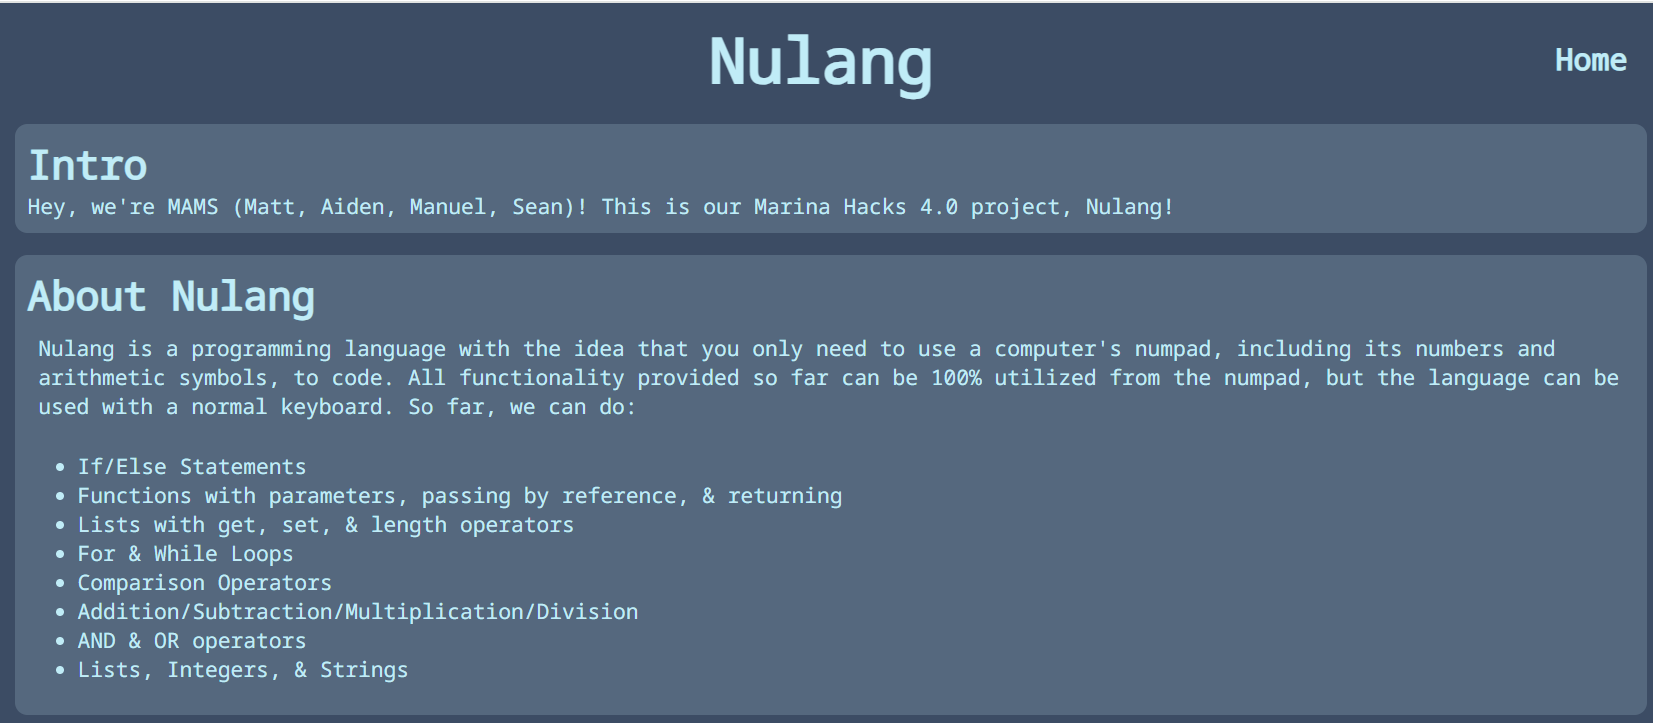 Nulang
Home
Intro
Hey, we're MAMS (Matt, Aiden, Manuel, Sean)! This is our Marina Hacks 4.0 project, Nulang!
About Nulang
Nulang is a programming language with the idea that you only need to use a computer's numpad, including its numbers and
arithmetic symbols, to code. All functionality provided so far can be 100% utilized from the numpad, but the language can be
used with a normal keyboard. So far, we can do:
• If/Else Statements
• Functions with parameters, passing by reference, & returning
• Lists with get, set, & length operators
• For & While Loops
• Comparison Operators
• Addition/Subtraction/Multiplication/Division
• AND & OR operators
• Lists, Integers, & Strings